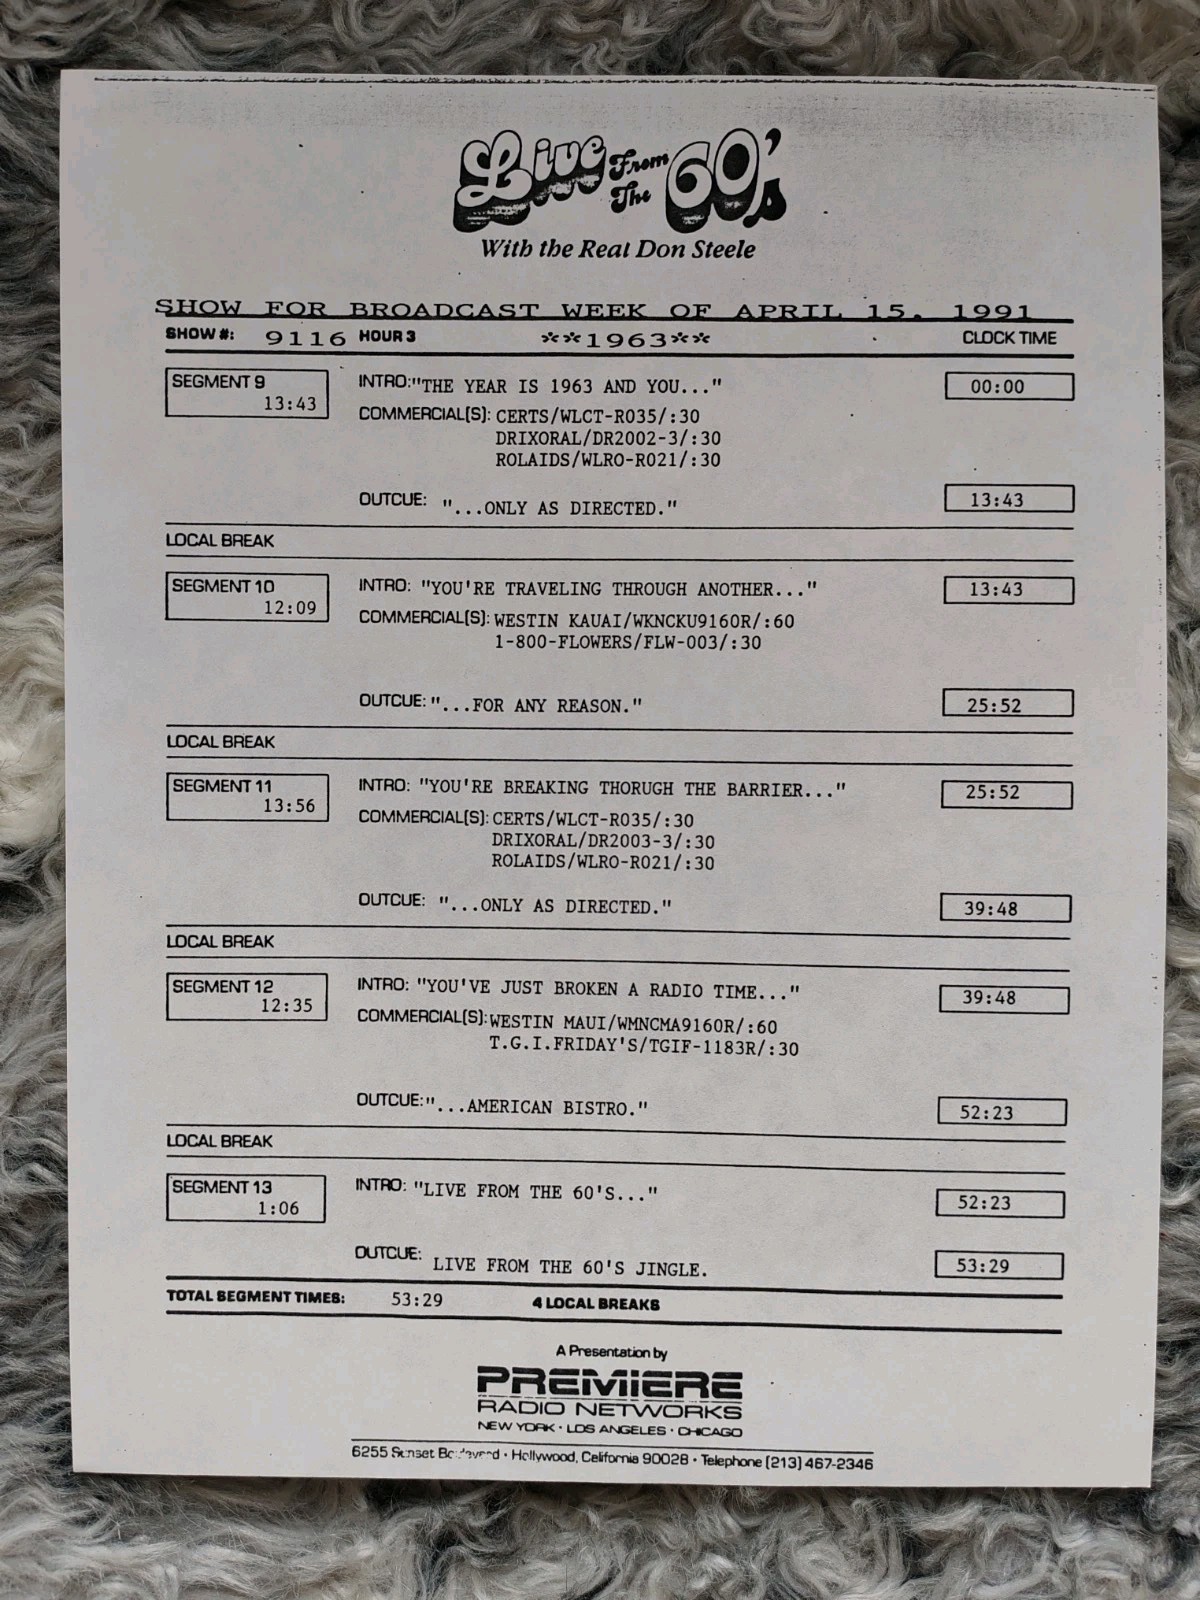 Live From The 60's
With the Real Don Steele
SHOW FOR BROADCAST WEEK OF APRIL 15, 1991
SHOW #: 9116 HOUR 3 **1963** CLOCK TIME
SEGMENT 9 INTRO:"THE YEAR IS 1963 AND YOU..." 00:00
13:43
COMMERCIAL(S): CERTS/WLCT-R035/:30
DRIXORAL/DR2002-3/:30
ROLAIDS/WLRO-R021/:30
OUTCUE: "...ONLY AS DIRECTED." 13:43
LOCAL BREAK
SEGMENT 10 INTRO: "YOU'RE TRAVELING THROUGH ANOTHER..." 13:43
12:09
COMMERCIAL(S): WESTIN KAUAI/WKNCKU9160R/:60
1-800-FLOWERS/FLW-003/:30
OUTCUE: "...FOR ANY REASON." 25:52
LOCAL BREAK
SEGMENT 11 INTRO: "YOU'RE BREAKING THORUGH THE BARRIER..." 25:52
13:56
COMMERCIAL(S): CERTS/WLCT-R035/:30
DRIXORAL/DR2003-3/:30
ROLAIDS/WLRO-R021/:30
OUTCUE: "...ONLY AS DIRECTED." 39:48
LOCAL BREAK
SEGMENT 12 INTRO: "YOU'VE JUST BROKEN A RADIO TIME..." 39:48
12:35
COMMERCIAL(S): WESTIN MAUI/WMNCMA9160R/:60
T.G.I.FRIDAY'S/TGIF-1183R/:30
OUTCUE: "...AMERICAN BISTRO." 52:23
LOCAL BREAK
SEGMENT 13 INTRO: "LIVE FROM THE 60'S..." 52:23
1:06
OUTCUE: LIVE FROM THE 60'S JINGLE. 53:29
TOTAL SEGMENT TIMES: 53:29 4 LOCAL BREAKS
A Presentation by
PREMIERE
RADIO NETWORKS
NEW YORK · LOS ANGELES · CHICAGO
6255 Sunset Boulevard · Hollywood, California 90028 · Telephone (213) 467-2346